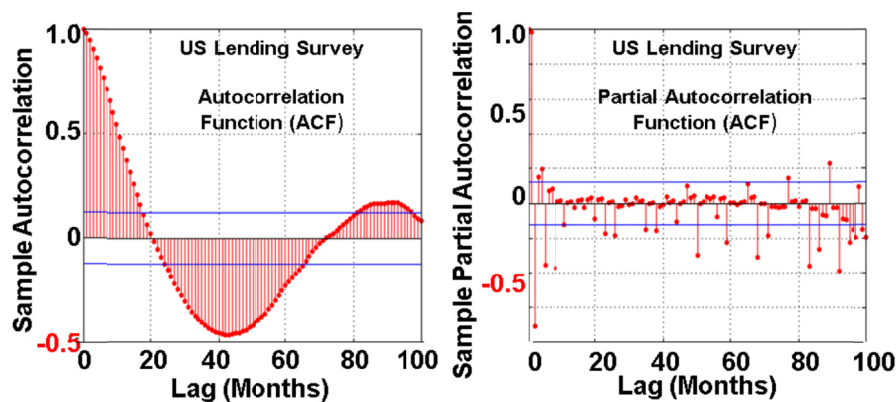 Sample Autocorrelation
1.0
0.5
0
-0.5
US Lending Survey
Autocorrelation
Function (ACF)
0 20 40 60 80 100
Lag (Months)
Sample Partial Autocorrelation
1.0
0.5
0
-0.5
US Lending Survey
Partial Autocorrelation
Function (ACF)
0 20 40 60 80 100
Lag (Months)